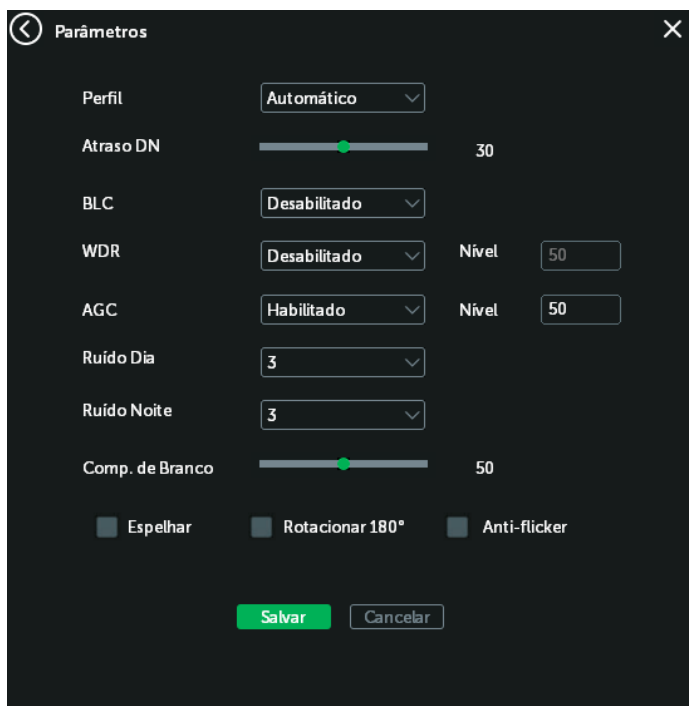 Parâmetros
Perfil Automático
Atraso DN 30
BLC Desabilitado
WDR Desabilitado Nível 50
AGC Habilitado Nível 50
Ruído Dia 3
Ruído Noite 3
Comp. de Branco 50
Espelhar Rotacionar 180° Anti-flicker
Salvar Cancelar